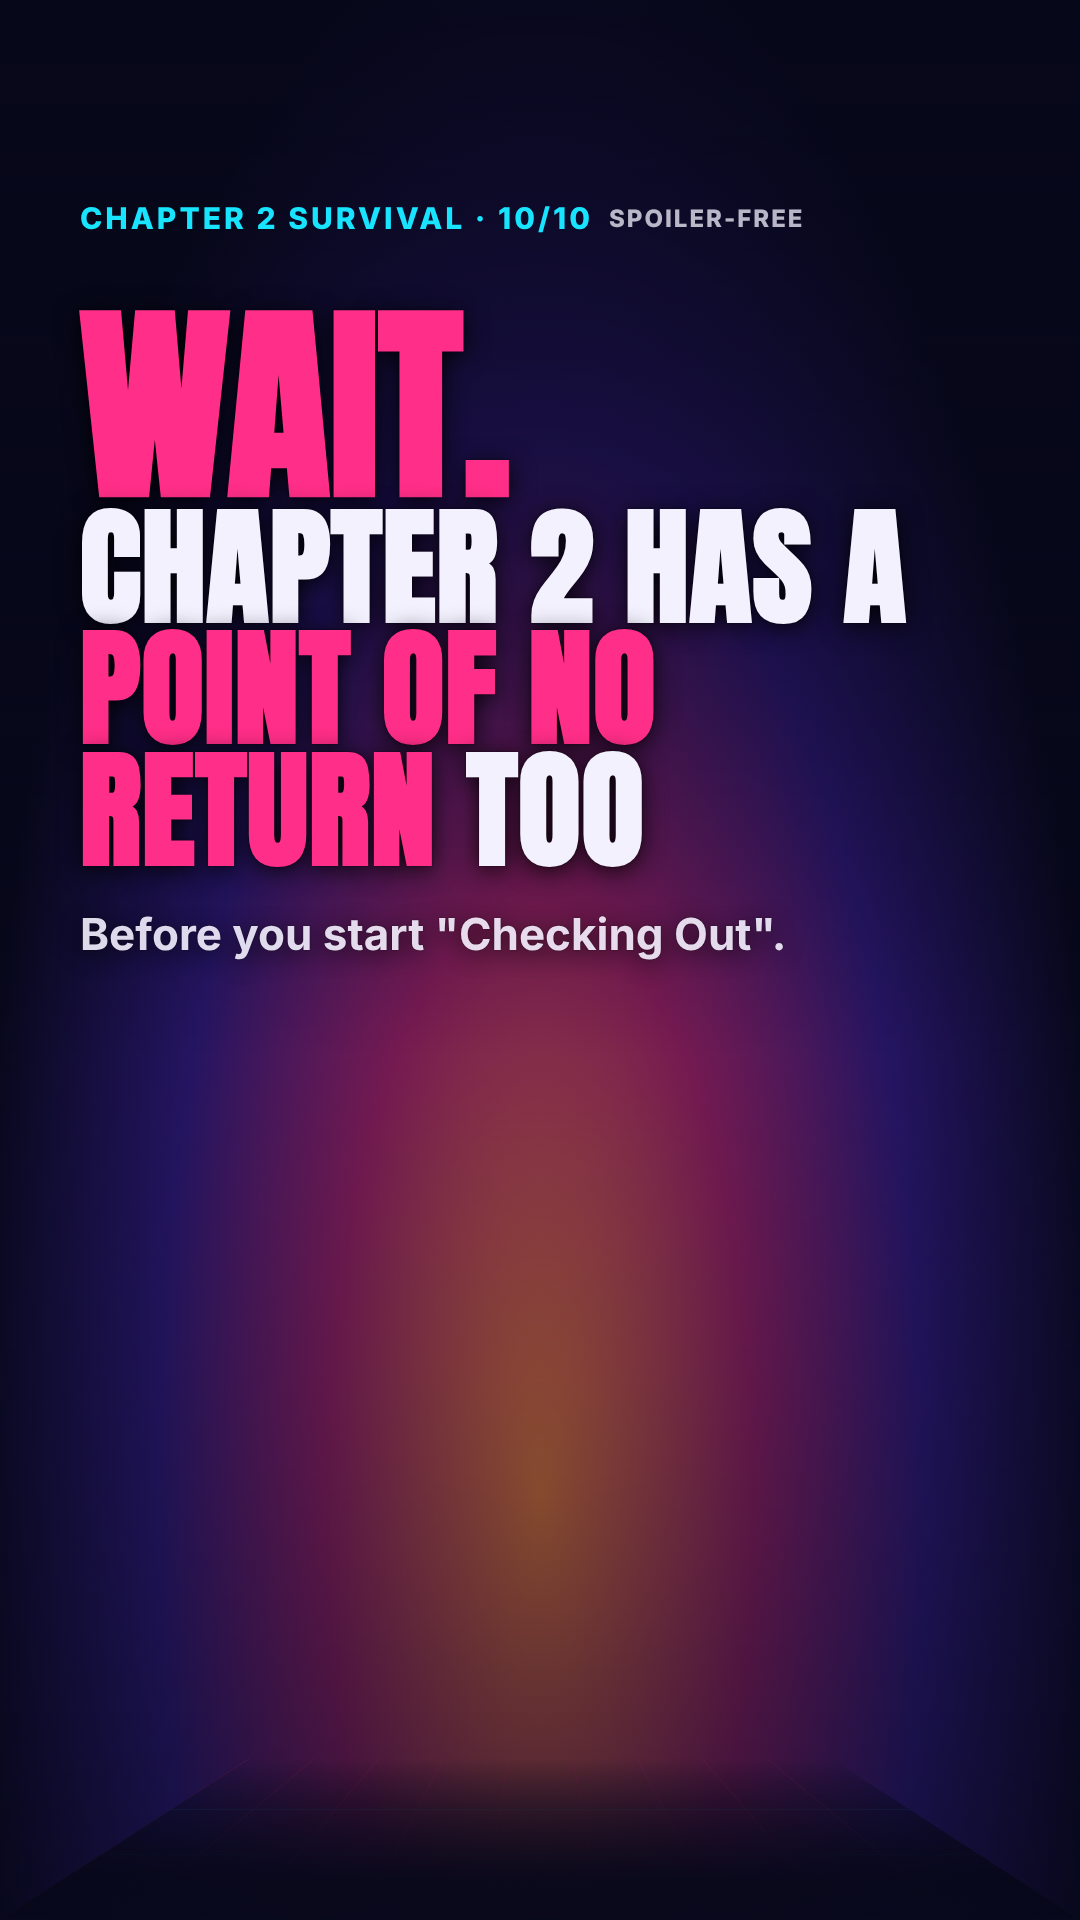 CHAPTER 2 SURVIVAL · 10/10 SPOILER-FREE
WAIT.
CHAPTER 2 HAS A
POINT OF NO
RETURN TOO
Before you start "Checking Out".